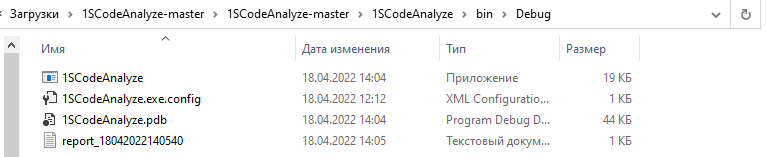 Загрузки > 1SCodeAnalyze-master > 1SCodeAnalyze-master > 1SCodeAnalyze > bin > Debug
Имя Дата изменения Тип Размер
1SCodeAnalyze 18.04.2022 14:04 Приложение 19 КБ
1SCodeAnalyze.exe.config 18.04.2022 12:12 XML Configuratio... 1 КБ
1SCodeAnalyze.pdb 18.04.2022 14:04 Program Debug D... 44 КБ
report_18042022140540 18.04.2022 14:05 Текстовый докум... 1 КБ